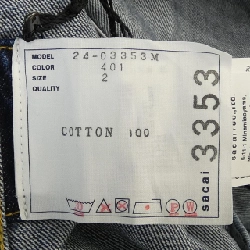 MODEL 24-03353M
COLOR 401
SIZE 2
QUALITY
COTTON 100
P W
sacai 3353